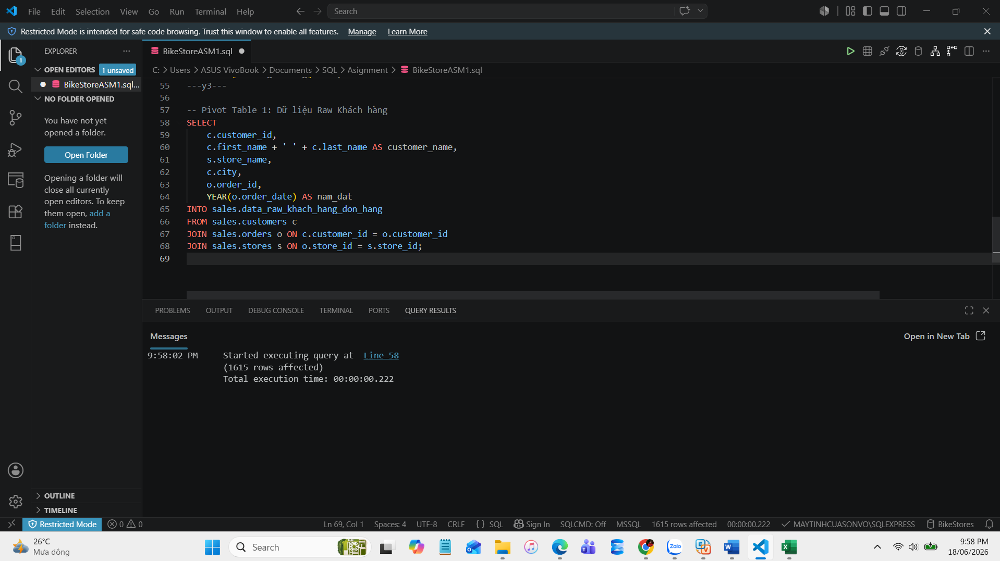 File Edit Selection View Go Run Terminal Help
Search
Restricted Mode is intended for safe code browsing. Trust this window to enable all features. Manage Learn More
EXPLORER
OPEN EDITORS 1 unsaved
BikeStoreASM1.sql...
NO FOLDER OPENED
You have not yet
opened a folder.
Open Folder
Opening a folder will
close all currently
open editors. To keep
them open, add a
folder instead.
OUTLINE
TIMELINE
1
BikeStoreASM1.sql
C: > Users > ASUS VivoBook > Documents > SQL > Asignment > BikeStoreASM1.sql
55 ---y3---
56
57 -- Pivot Table 1: Dữ liệu Raw Khách hàng
58 SELECT
59 c.customer_id,
60 c.first_name + ' ' + c.last_name AS customer_name,
61 s.store_name,
62 c.city,
63 o.order_id,
64 YEAR(o.order_date) AS nam_dat
65 INTO sales.data_raw_khach_hang_don_hang
66 FROM sales.customers c
67 JOIN sales.orders o ON c.customer_id = o.customer_id
68 JOIN sales.stores s ON o.store_id = s.store_id;
69
PROBLEMS OUTPUT DEBUG CONSOLE TERMINAL PORTS QUERY RESULTS
Messages
Open in New Tab
9:58:02 PM Started executing query at Line 58
(1615 rows affected)
Total execution time: 00:00:00.222
Restricted Mode 0 0 Ln 69, Col 1 Spaces: 4 UTF-8 CRLF {} SQL Sign In SQLCMD: Off MSSQL 1615 rows affected 00:00:00.222 MAYTINHCUASONVO\SQLEXPRESS BikeStores
26°C
Mưa dông
Search
Zalo
9:58 PM
18/06/2026